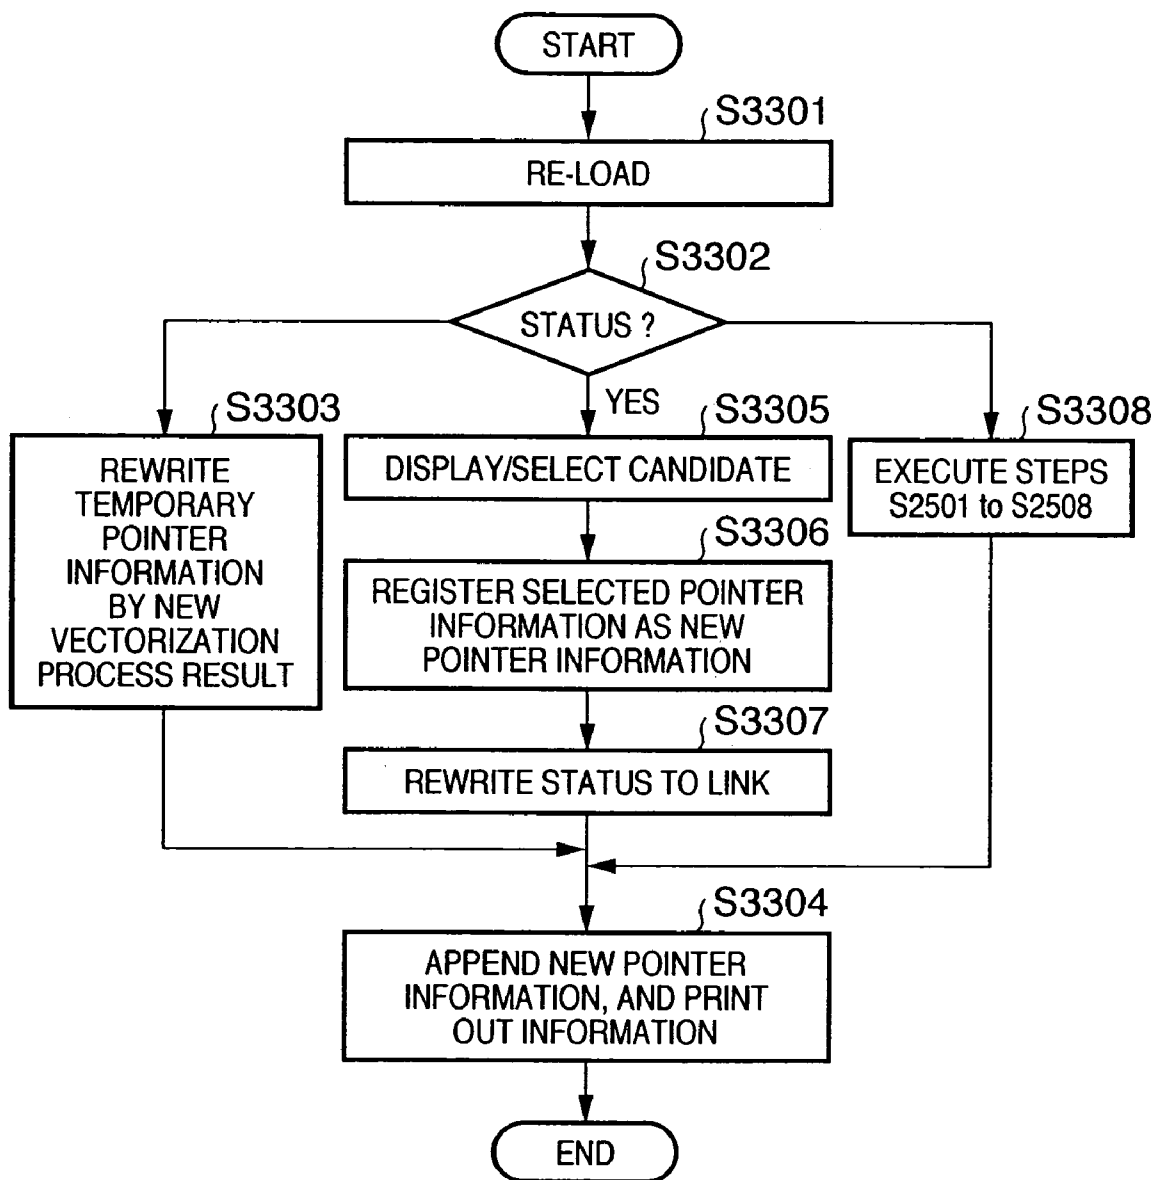 START
S3301
RE-LOAD
S3302
STATUS ?
YES
S3303
REWRITE
TEMPORARY
POINTER
INFORMATION
BY NEW
VECTORIZATION
PROCESS RESULT
S3305
DISPLAY/SELECT CANDIDATE
S3306
REGISTER SELECTED POINTER
INFORMATION AS NEW
POINTER INFORMATION
S3307
REWRITE STATUS TO LINK
S3308
EXECUTE STEPS
S2501 to S2508
S3304
APPEND NEW POINTER
INFORMATION, AND PRINT
OUT INFORMATION
END